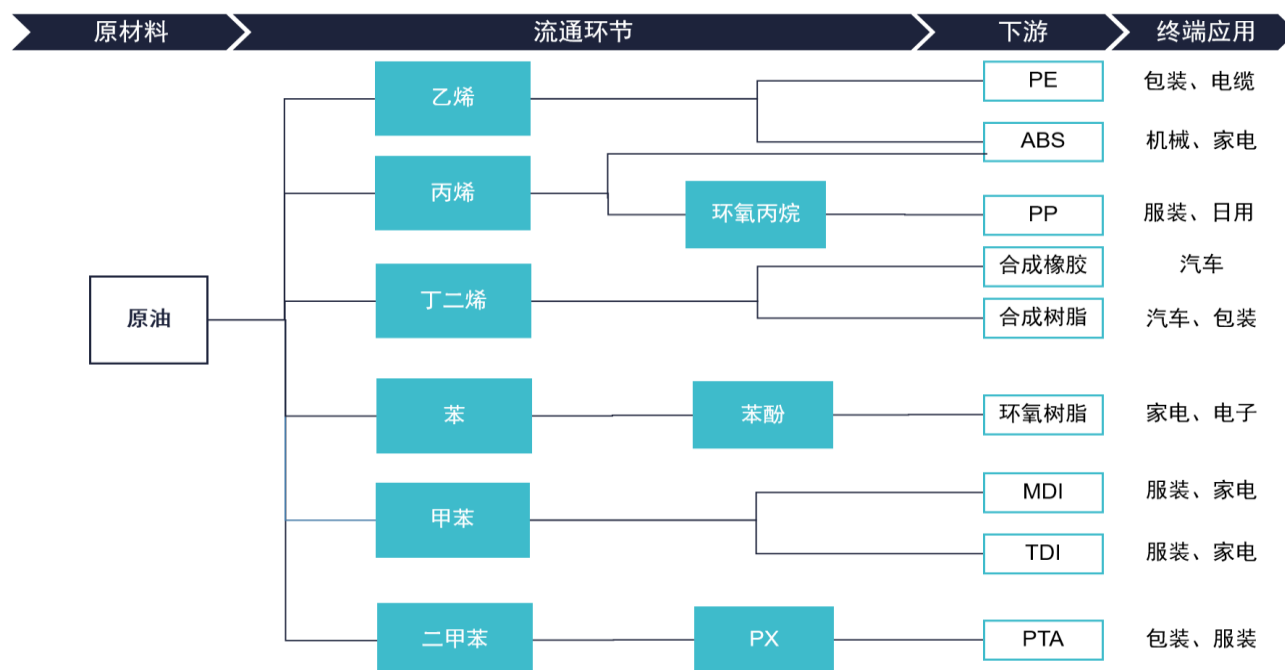 原材料
流通环节
下游
终端应用
乙烯
PE
包装、电缆
ABS
机械、家电
丙烯
环氧丙烷
PP
服装、日用
原油
丁二烯
合成橡胶
汽车
合成树脂
汽车、包装
苯
苯酚
环氧树脂
家电、电子
甲苯
MDI
服装、家电
TDI
服装、家电
二甲苯
PX
PTA
包装、服装